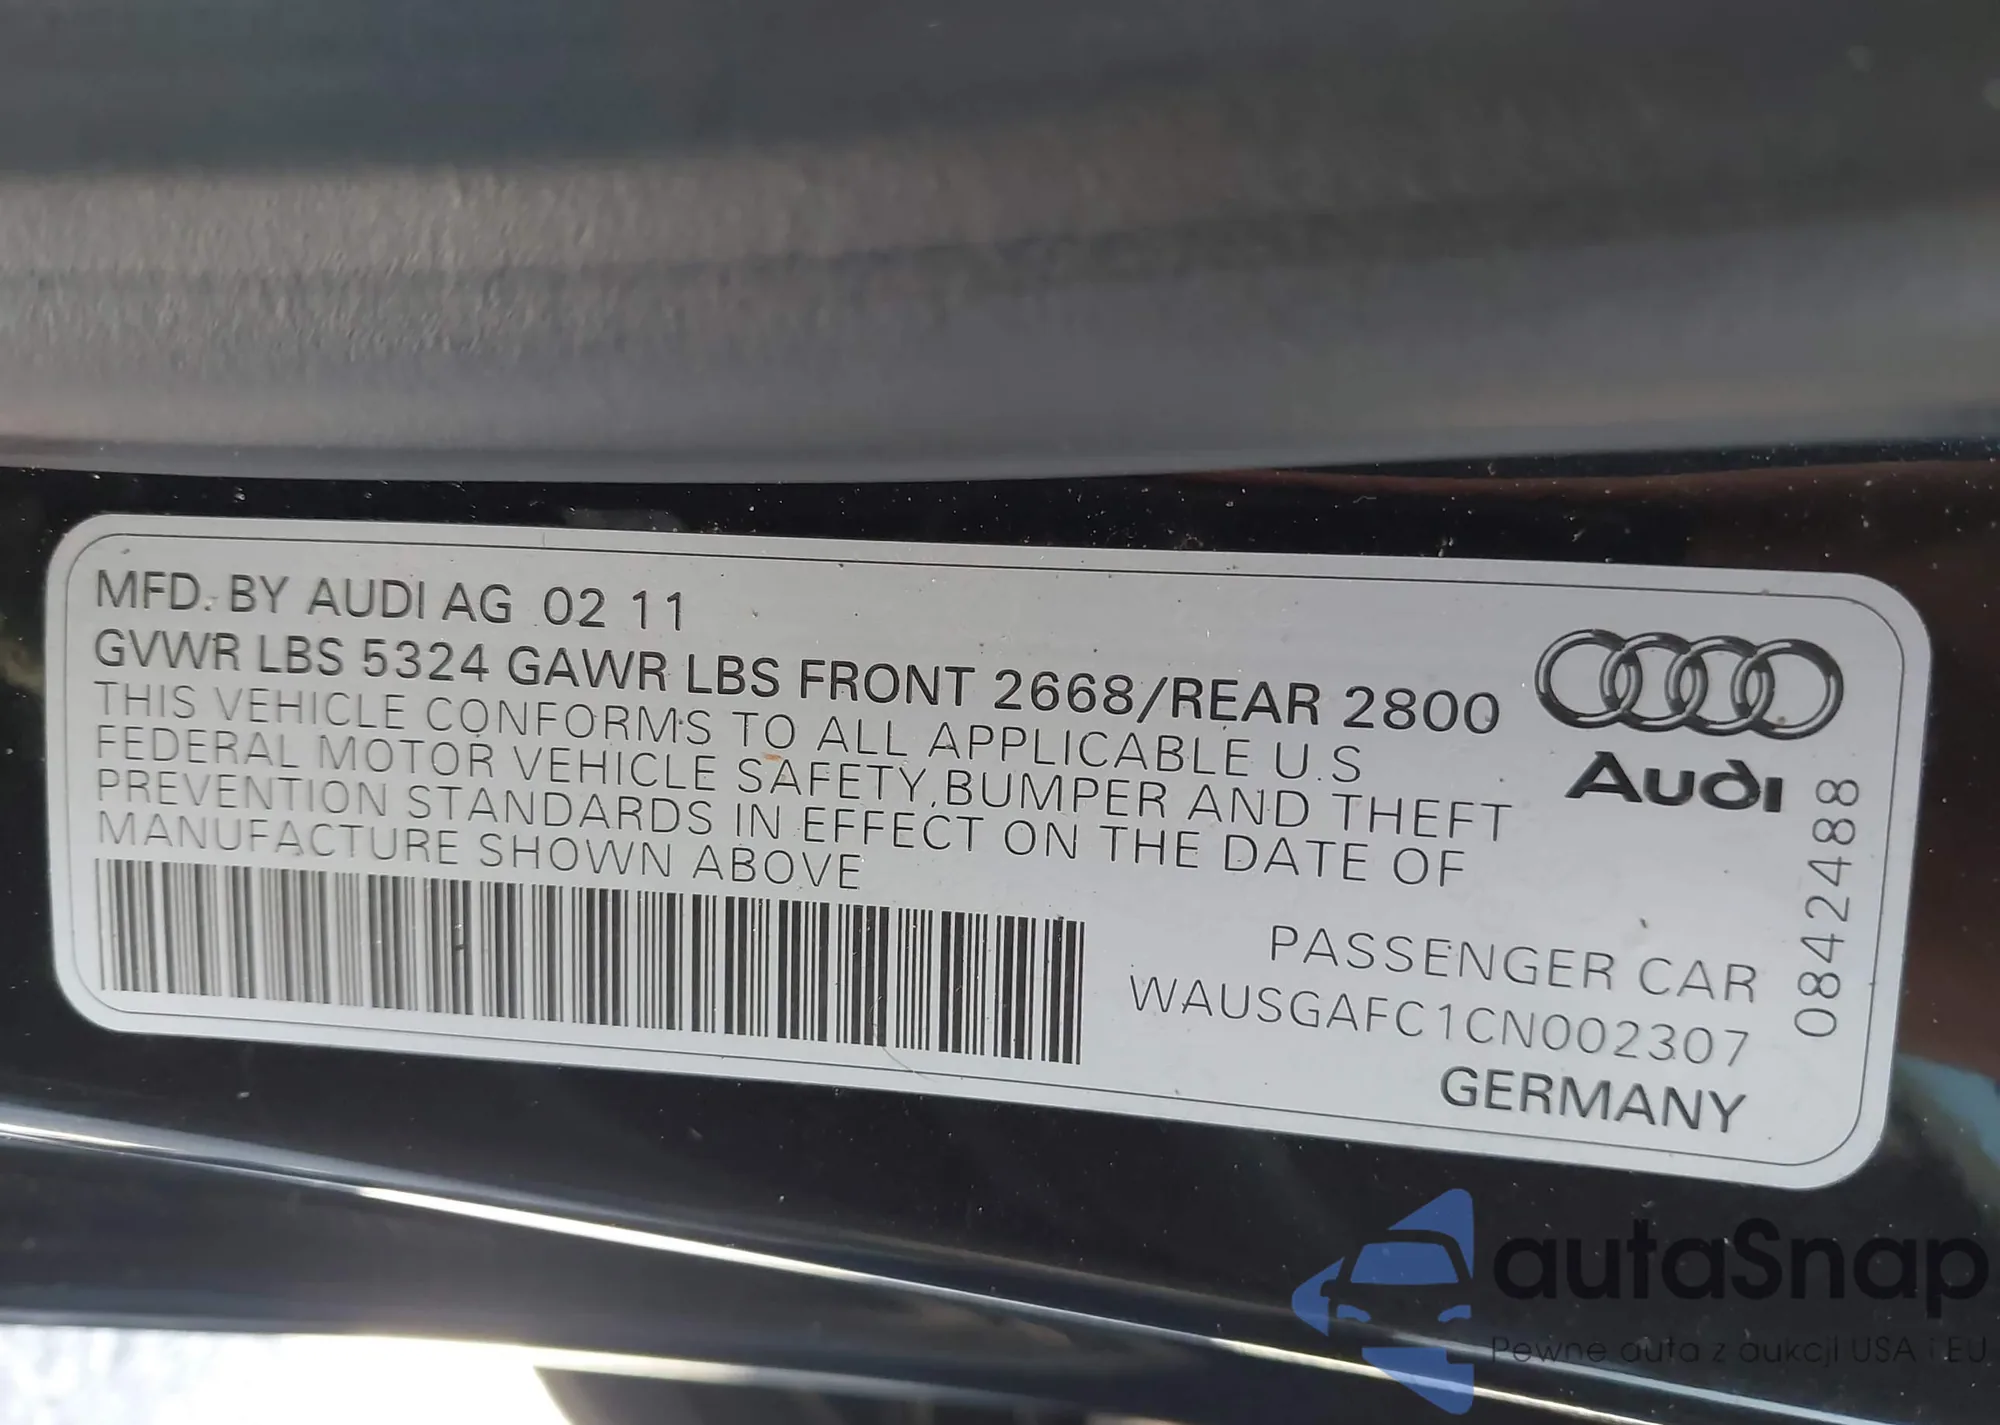 MFD. BY AUDI AG 02 11
GVWR LBS 5324 GAWR LBS FRONT 2668/REAR 2800
THIS VEHICLE CONFORMS TO ALL APPLICABLE U.S
FEDERAL MOTOR VEHICLE SAFETY,BUMPER AND THEFT
PREVENTION STANDARDS IN EFFECT ON THE DATE OF
MANUFACTURE SHOWN ABOVE
Audi
0842488
PASSENGER CAR
WAUSGAFC1CN002307
GERMANY
autaSnap
Pewne auta z aukcji USA i EU